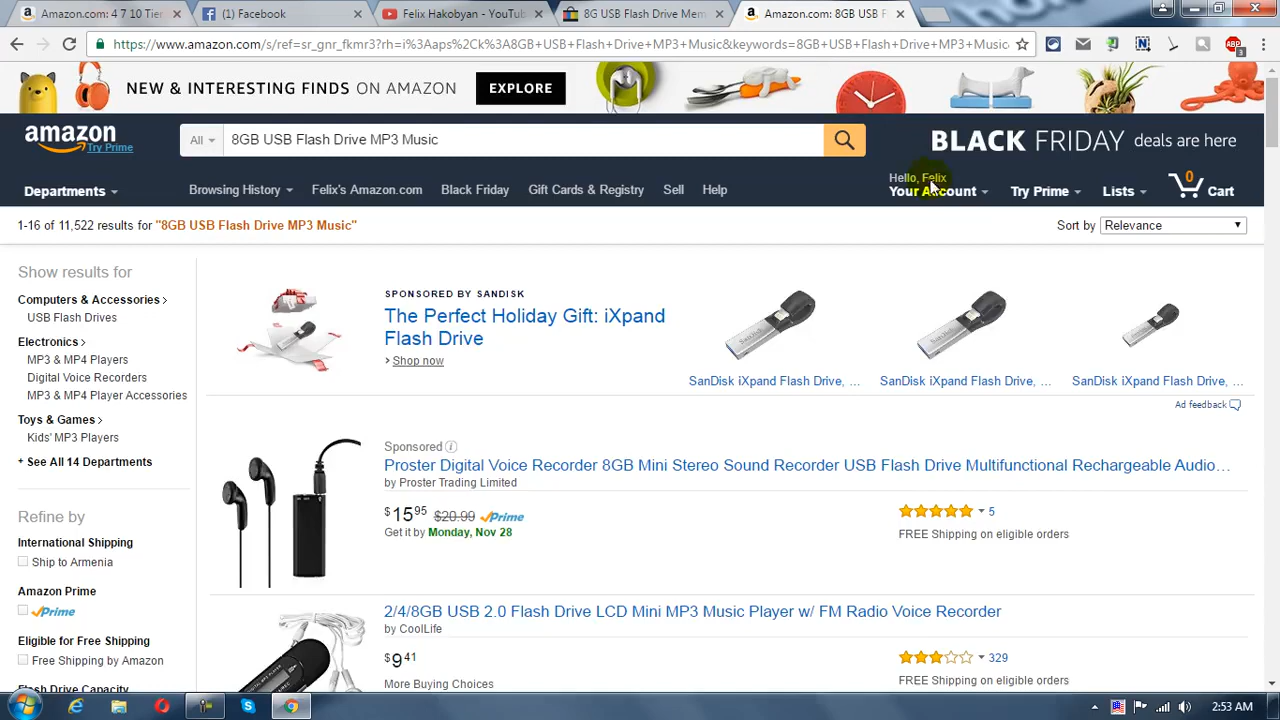 Amazon.com: 4 7 10 Tier
(1) Facebook
Felix Hakobyan - YouTu
8G USB Flash Drive Mem
Amazon.com: 8GB USB F
https://www.amazon.com/s/ref=sr_gnr_fkmr3?rh=i%3Aaps%2Ck%3A8GB+USB+Flash+Drive+MP3+Music&keywords=8GB+USB+Flash+Drive+MP3+Music
ABP
3
NEW & INTERESTING FINDS ON AMAZON
EXPLORE
amazon
Try Prime
All
8GB USB Flash Drive MP3 Music
BLACK FRIDAY deals are here
Departments
Browsing History
Felix's Amazon.com
Black Friday
Gift Cards & Registry
Sell
Help
Hello, Felix
Your Account
Try Prime
Lists
0
Cart
1-16 of 11,522 results for "8GB USB Flash Drive MP3 Music"
Sort by
Relevance
Show results for
Computers & Accessories
USB Flash Drives
Electronics
MP3 & MP4 Players
Digital Voice Recorders
MP3 & MP4 Player Accessories
Toys & Games
Kids' MP3 Players
+ See All 14 Departments
Refine by
International Shipping
Ship to Armenia
Amazon Prime
Prime
Eligible for Free Shipping
Free Shipping by Amazon
Flash Drive Capacity
SPONSORED BY SANDISK
The Perfect Holiday Gift: iXpand
Flash Drive
Shop now
SanDisk iXpand Flash Drive, ...
SanDisk iXpand Flash Drive, ...
SanDisk iXpand Flash Drive, ...
Ad feedback
Sponsored
Proster Digital Voice Recorder 8GB Mini Stereo Sound Recorder USB Flash Drive Multifunctional Rechargeable Audio...
by Proster Trading Limited
$15.95 $20.99 Prime
Get it by Monday, Nov 28
5
FREE Shipping on eligible orders
2/4/8GB USB 2.0 Flash Drive LCD Mini MP3 Music Player w/ FM Radio Voice Recorder
by CoolLife
$9.41
More Buying Choices
329
FREE Shipping on eligible orders
2:53 AM